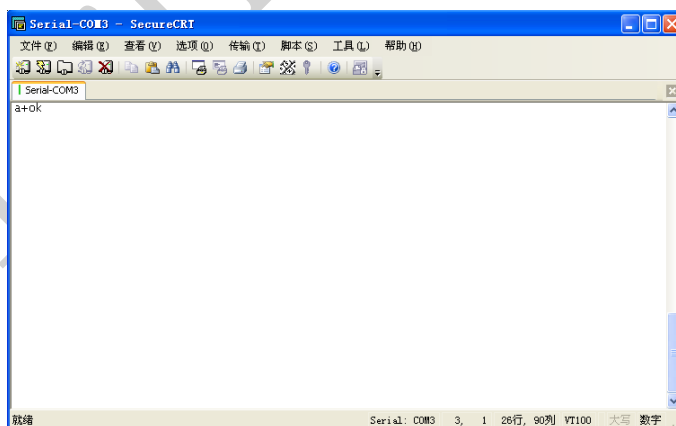 Serial-COM3 - SecureCRT
文件(F) 编辑(E) 查看(V) 选项(O) 传输(T) 脚本(S) 工具(L) 帮助(H)
Serial-COM3
a+ok
就绪 Serial: COM3 3, 1 26行, 90列 VT100 大写 数字